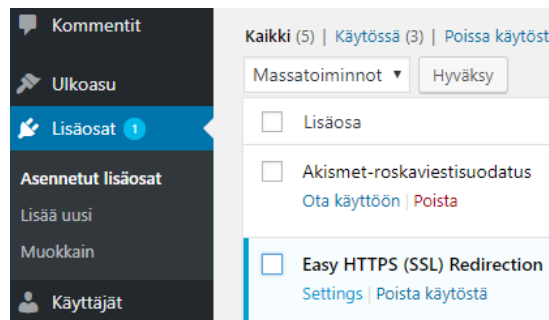 Kommentit
Ulkoasu
Lisäosat 1
Asennetut lisäosat
Lisää uusi
Muokkain
Käyttäjät
Kaikki (5) | Käytössä (3) | Poissa käytöst
Massatoiminnot ▼ Hyväksy
Lisäosa
Akismet-roskaviestisuodatus
Ota käyttöön | Poista
Easy HTTPS (SSL) Redirection
Settings | Poista käytöstä